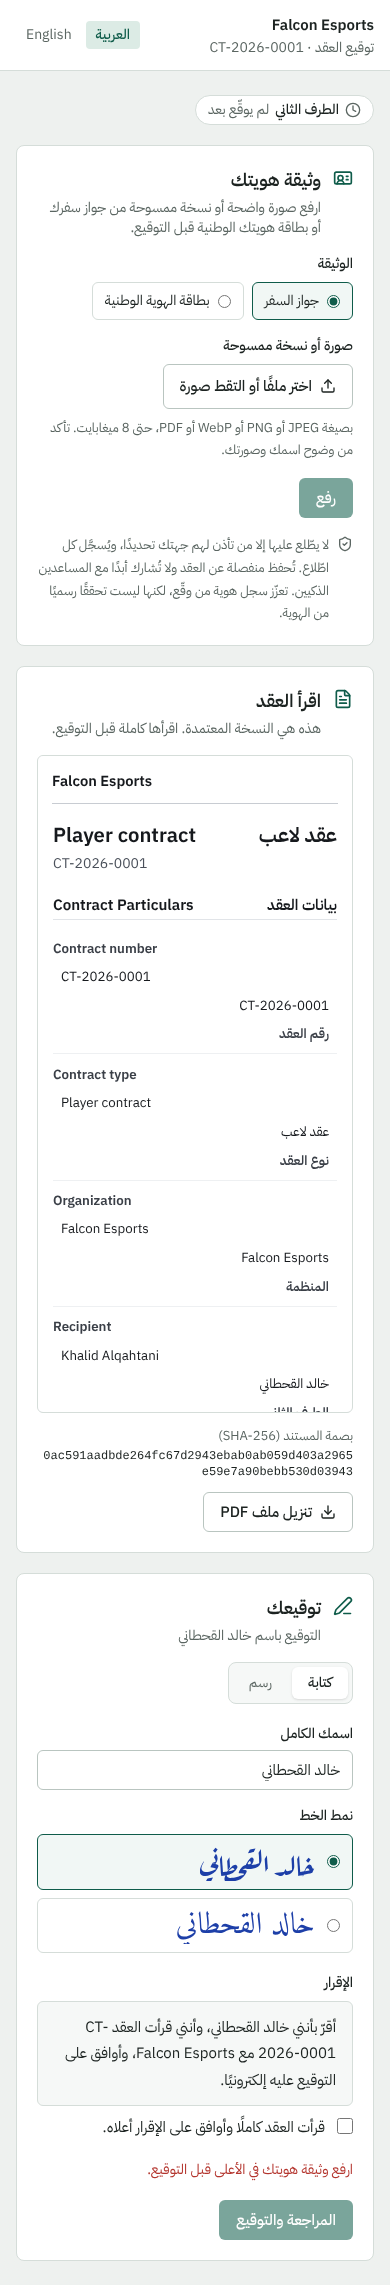 Falcon Esports
توقيع العقد · CT-2026-0001
العربية
English
الطرف الثاني لم يوقّع بعد
وثيقة هويتك
ارفع صورة واضحة أو نسخة ممسوحة من جواز سفرك
أو بطاقة هويتك الوطنية قبل التوقيع.
الوثيقة
جواز السفر
بطاقة الهوية الوطنية
صورة أو نسخة ممسوحة
اختر ملفًا أو التقط صورة
بصيغة JPEG أو PNG أو WebP أو PDF، حتى 8 ميغابايت. تأكد
من وضوح اسمك وصورتك.
رفع
لا يطّلع عليها إلا من تأذن لهم جهتك تحديدًا، ويُسجَّل كل
اطّلاع. تُحفظ منفصلة عن العقد ولا تُشارك أبدًا مع المساعدين
الذكيين. تعزّز سجل هوية من وقّع، لكنها ليست تحققًا رسميًا
من الهوية.
اقرأ العقد
هذه هي النسخة المعتمدة. اقرأها كاملة قبل التوقيع.
Falcon Esports
عقد لاعب
Player contract
CT-2026-0001
بيانات العقد
Contract Particulars
Contract number
CT-2026-0001
CT-2026-0001
رقم العقد
Contract type
Player contract
عقد لاعب
نوع العقد
Organization
Falcon Esports
Falcon Esports
المنظمة
Recipient
Khalid Alqahtani
خالد القحطاني
الطرف الثاني
بصمة المستند (SHA-256)
0ac591aadbde264fc67d2943ebab0ab059d403a2965
e59e7a90bebb530d03943
تنزيل ملف PDF
توقيعك
التوقيع باسم خالد القحطاني
كتابة
رسم
اسمك الكامل
خالد القحطاني
نمط الخط
خالد القحطاني
خالد القحطاني
الإقرار
أقرّ بأنني خالد القحطاني، وأنني قرأت العقد CT-
2026-0001 مع Falcon Esports، وأوافق على
التوقيع عليه إلكترونيًا.
قرأت العقد كاملًا وأوافق على الإقرار أعلاه.
ارفع وثيقة هويتك في الأعلى قبل التوقيع.
المراجعة والتوقيع